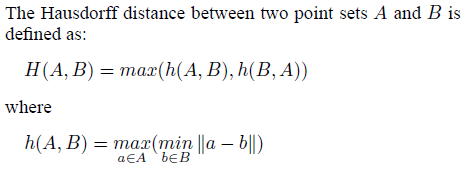 The Hausdorff distance between two point sets A and B is
defined as:
H(A, B) = max(h(A, B), h(B, A))
where
h(A, B) = max(min ‖a − b‖)
a∈A b∈B